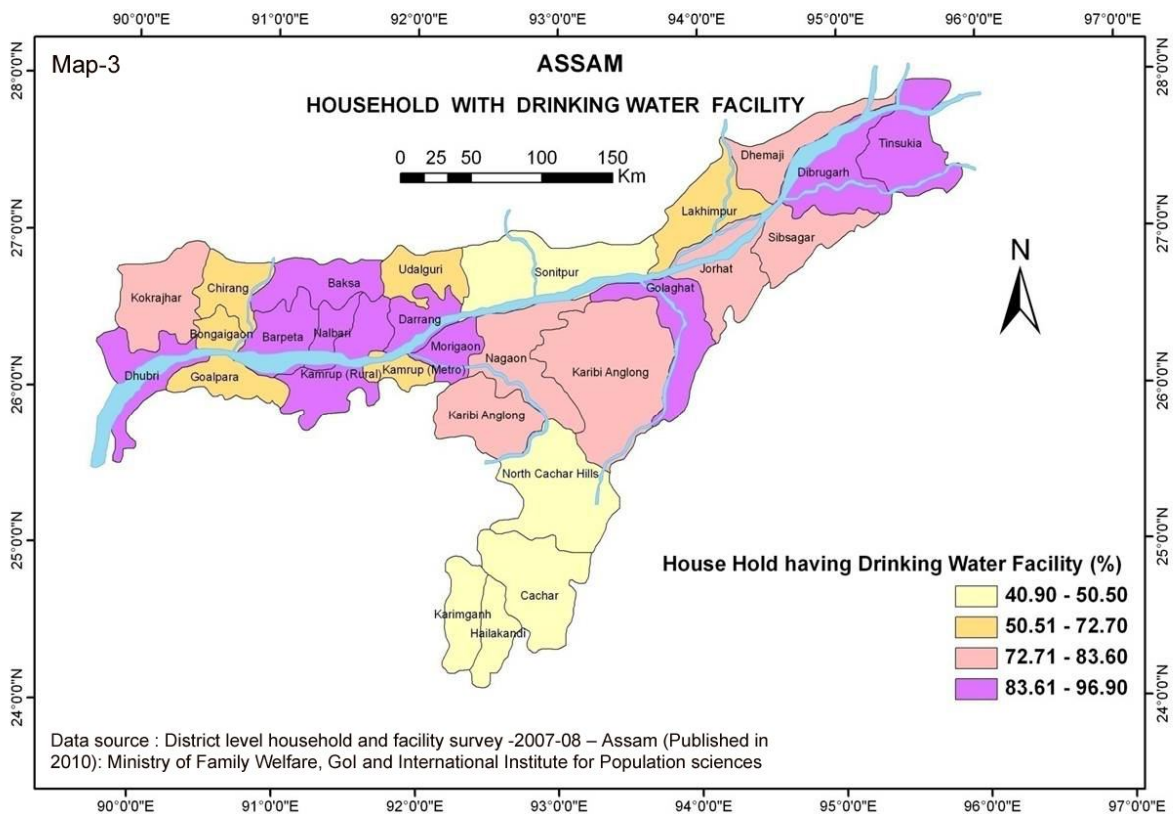 90°0'0"E 91°0'0"E 92°0'0"E 93°0'0"E 94°0'0"E 95°0'0"E 96°0'0"E 97°0'0"E
Map-3
ASSAM
HOUSEHOLD WITH DRINKING WATER FACILITY
0 25 50 100 150
Km
28°0'0"N
27°0'0"N
26°0'0"N
25°0'0"N
24°0'0"N
28°0'0"N
27°0'0"N
26°0'0"N
25°0'0"N
24°0'0"N
N
Tinsukia
Dhemaji
Dibrugarh
Lakhimpur
Sibsagar
Jorhat
Sonitpur
Golaghat
Udalguri
Baksa
Chirang
Kokrajhar
Darrang
Bongaigaon
Barpeta
Nalbari
Morigaon
Nagaon
Dhubri
Goalpara
Kamrup (Rural)
Kamrup (Metro)
Karibi Anglong
Karibi Anglong
North Cachar Hills
Cachar
Karimganh
Hailakandi
House Hold having Drinking Water Facility (%)
40.90 - 50.50
50.51 - 72.70
72.71 - 83.60
83.61 - 96.90
Data source : District level household and facility survey -2007-08 – Assam (Published in
2010): Ministry of Family Welfare, GoI and International Institute for Population sciences
90°0'0"E 91°0'0"E 92°0'0"E 93°0'0"E 94°0'0"E 95°0'0"E 96°0'0"E 97°0'0"E